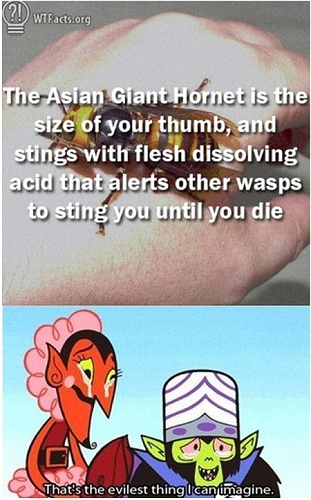 ?!
WTFacts.org
The Asian Giant Hornet is the
size of your thumb, and
stings with flesh dissolving
acid that alerts other wasps
to sting you until you die
That's the evilest thing I can imagine.